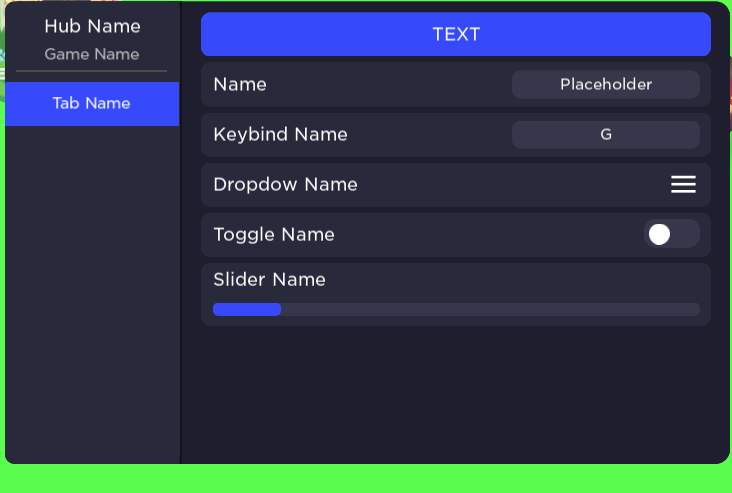 Hub Name
Game Name
Tab Name
TEXT
Name
Placeholder
Keybind Name
G
Dropdow Name
Toggle Name
Slider Name